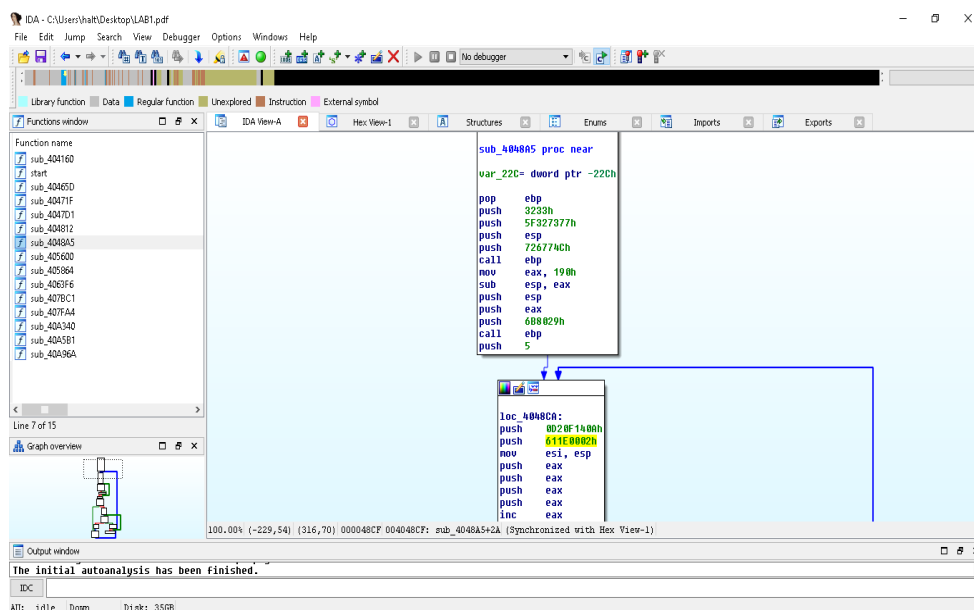 IDA - C:\Users\halt\Desktop\LAB1.pdf
File Edit Jump Search View Debugger Options Windows Help
No debugger
Library function Data Regular function Unexplored Instruction External symbol
Functions window
IDA View-A Hex View-1 Structures Enums Imports Exports
Function name
sub_404160
start
sub_40465D
sub_40471F
sub_4047D1
sub_404812
sub_4048A5
sub_405600
sub_405864
sub_4063F6
sub_407BC1
sub_407FA4
sub_40A340
sub_40A5B1
sub_40A96A
Line 7 of 15
Graph overview
sub_4048A5 proc near
var_22C= dword ptr -22Ch
pop ebp
push 3233h
push 5F327377h
push esp
push 726774Ch
call ebp
mov eax, 190h
sub esp, eax
push esp
push eax
push 6B8029h
call ebp
push 5
loc_4048CA:
push 0D20F140Ah
push 611E0002h
mov esi, esp
push eax
push eax
push eax
push eax
inc eax
100.00% (-229,54) (316,70) 000048CF 004048CF: sub_4048A5+2A (Synchronized with Hex View-1)
Output window
The initial autoanalysis has been finished.
IDC
AU: idle Down Disk: 35GB